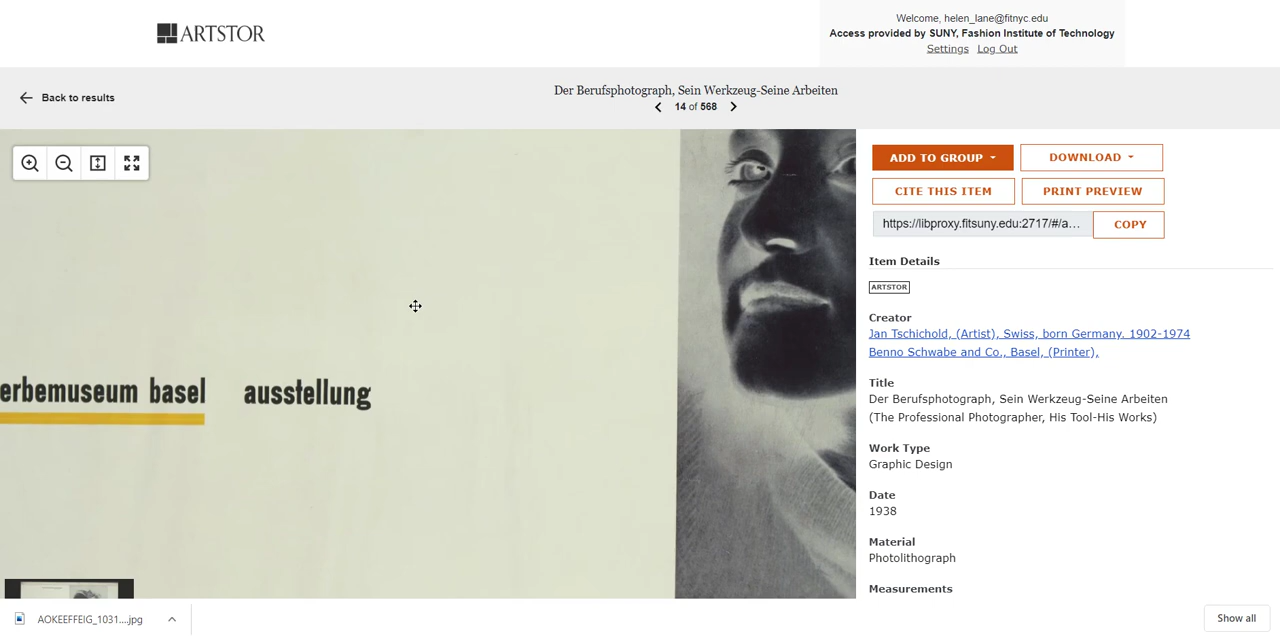 ARTSTOR
Welcome, helen_lane@fitnyc.edu
Access provided by SUNY, Fashion Institute of Technology
Settings Log Out
Back to results
Der Berufsphotograph, Sein Werkzeug-Seine Arbeiten
14 of 568
ADD TO GROUP
DOWNLOAD
CITE THIS ITEM
PRINT PREVIEW
https://libproxy.fitsuny.edu:2717/#/a...
COPY
Item Details
ARTSTOR
Creator
Jan Tschichold, (Artist), Swiss, born Germany. 1902-1974
Benno Schwabe and Co., Basel, (Printer),
Title
Der Berufsphotograph, Sein Werkzeug-Seine Arbeiten
(The Professional Photographer, His Tool-His Works)
Work Type
Graphic Design
Date
1938
Material
Photolithograph
Measurements
erbemuseum basel ausstellung
AOKEEFFEIG_1031....jpg
Show all